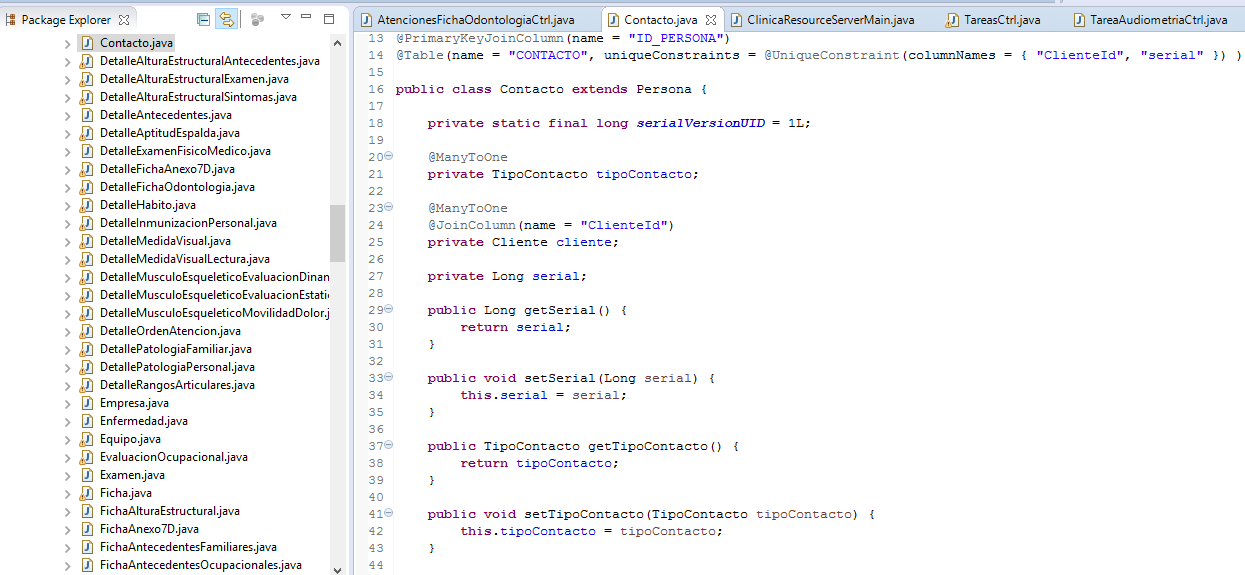 Package Explorer
AtencionesFichaOdontologiaCtrl.java
Contacto.java
ClinicaResourceServerMain.java
TareasCtrl.java
TareaAudiometriaCtrl.java
Contacto.java
DetalleAlturaEstructuralAntecedentes.java
DetalleAlturaEstructuralExamen.java
DetalleAlturaEstructuralSintomas.java
DetalleAntecedentes.java
DetalleAptitudEspalda.java
DetalleExamenFisicoMedico.java
DetalleFichaAnexo7D.java
DetalleFichaOdontologia.java
DetalleHabito.java
DetalleInmunizacionPersonal.java
DetalleMedidaVisual.java
DetalleMedidaVisualLectura.java
DetalleMusculoEsqueleticoEvaluacionDinan
DetalleMusculoEsqueleticoEvaluacionEstatic
DetalleMusculoEsqueleticoMovilidadDolor.j
DetalleOrdenAtencion.java
DetallePatologiaFamiliar.java
DetallePatologiaPersonal.java
DetalleRangosArticulares.java
Empresa.java
Enfermedad.java
Equipo.java
EvaluacionOcupacional.java
Examen.java
Ficha.java
FichaAlturaEstructural.java
FichaAnexo7D.java
FichaAntecedentesFamiliares.java
FichaAntecedentesOcupacionales.java
13 @PrimaryKeyJoinColumn(name = "ID_PERSONA")
14 @Table(name = "CONTACTO", uniqueConstraints = @UniqueConstraint(columnNames = { "ClienteId", "serial" }) )
15
16 public class Contacto extends Persona {
17
18 private static final long serialVersionUID = 1L;
19
20 @ManyToOne
21 private TipoContacto tipoContacto;
22
23 @ManyToOne
24 @JoinColumn(name = "ClienteId")
25 private Cliente cliente;
26
27 private Long serial;
28
29 public Long getSerial() {
30 return serial;
31 }
32
33 public void setSerial(Long serial) {
34 this.serial = serial;
35 }
36
37 public TipoContacto getTipoContacto() {
38 return tipoContacto;
39 }
40
41 public void setTipoContacto(TipoContacto tipoContacto) {
42 this.tipoContacto = tipoContacto;
43 }
44